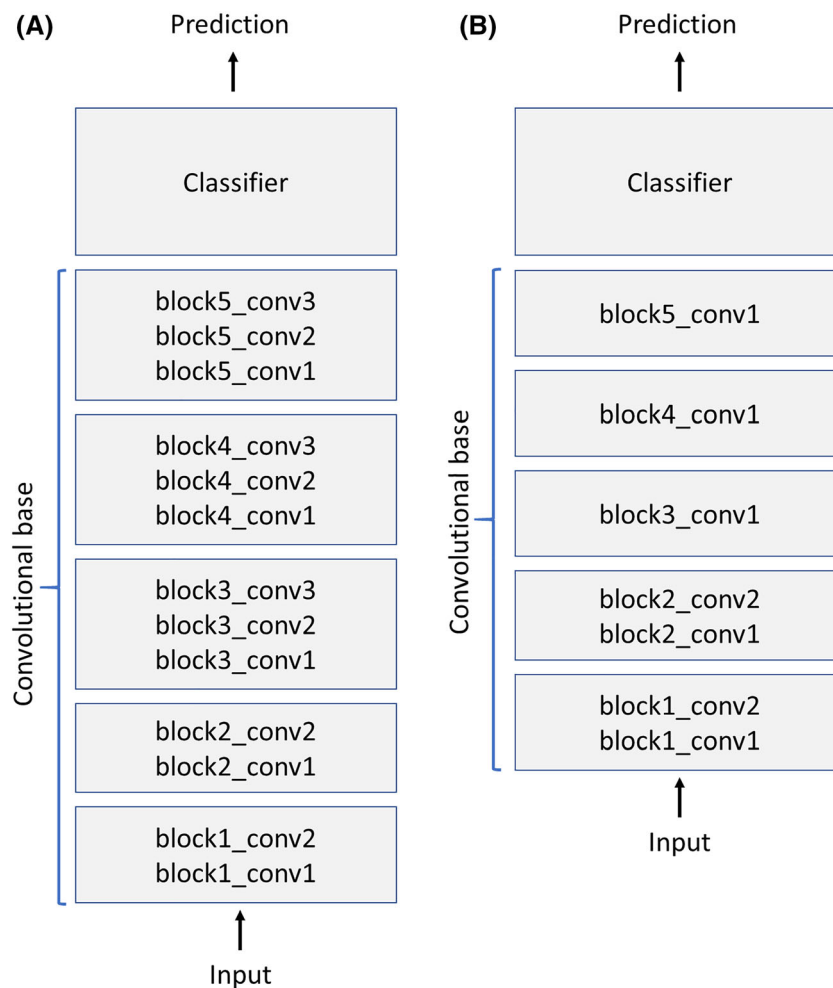 (A)
Prediction
Classifier
block5_conv3
block5_conv2
block5_conv1
block4_conv3
block4_conv2
block4_conv1
block3_conv3
block3_conv2
block3_conv1
block2_conv2
block2_conv1
block1_conv2
block1_conv1
Convolutional base
Input
(B)
Prediction
Classifier
block5_conv1
block4_conv1
block3_conv1
block2_conv2
block2_conv1
block1_conv2
block1_conv1
Convolutional base
Input